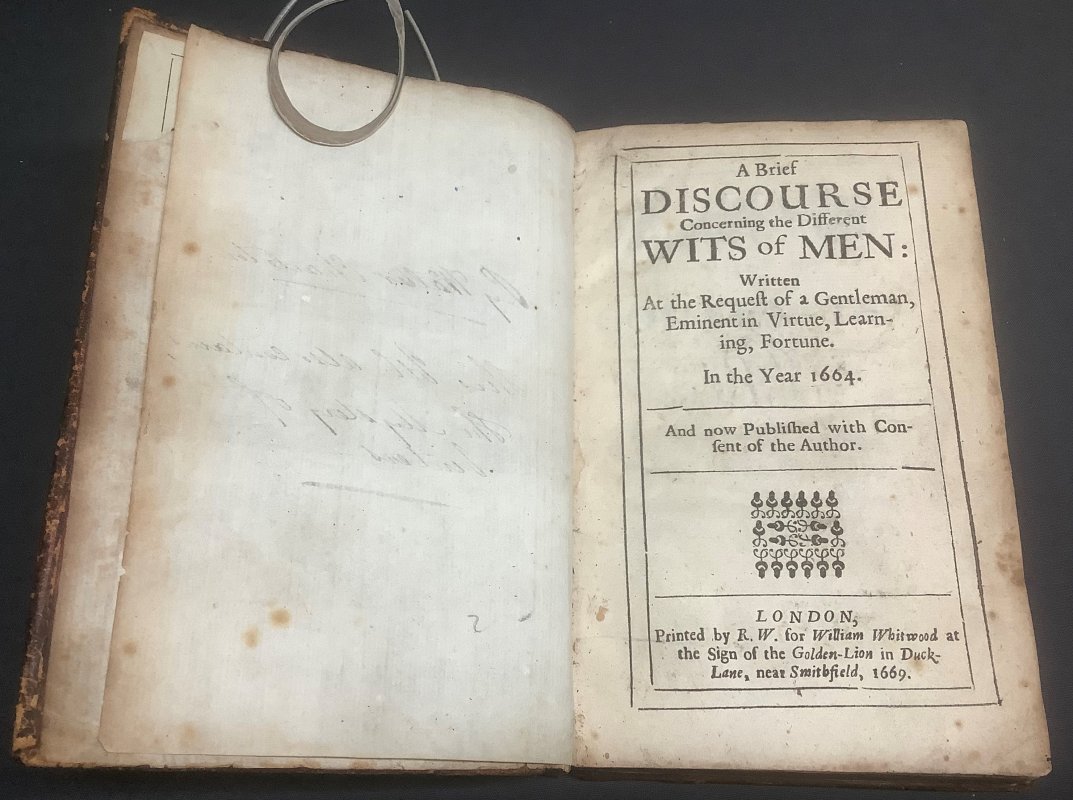 A Brief
DISCOURSE
Concerning the Different
WITS of MEN:
Written
At the Requeſt of a Gentleman,
Eminent in Virtue, Learn-
ing, Fortune.
In the Year 1664.
And now Publiſhed with Con-
ſent of the Author.
LONDON,
Printed by R. W. for William Whitwood at
the Sign of the Golden-Lion in Duck-
Lane, near Smithfield, 1669.